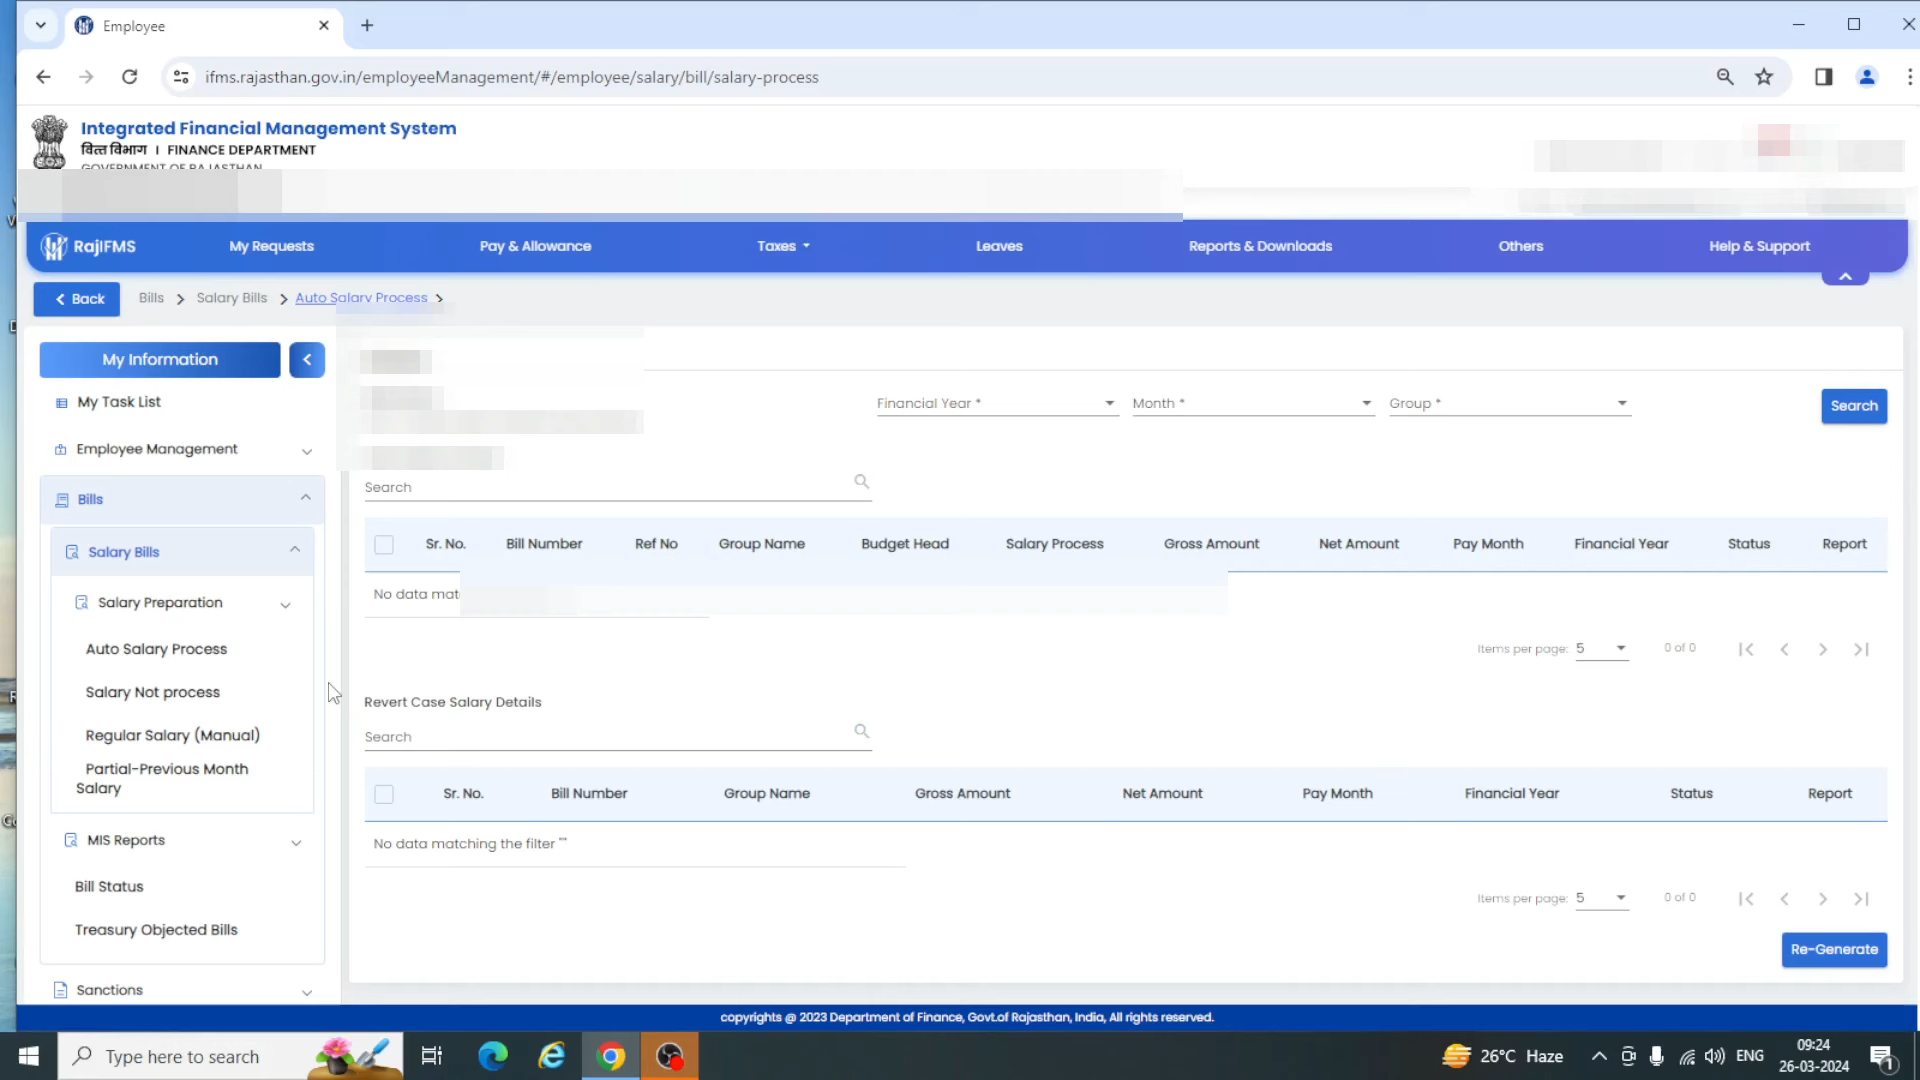 Employee
ifms.rajasthan.gov.in/employeeManagement/#/employee/salary/bill/salary-process
Integrated Financial Management System
वित्त विभाग | FINANCE DEPARTMENT
GOVERNMENT OF RAJASTHAN
RajIFMS My Requests Pay & Allowance Taxes Leaves Reports & Downloads Others Help & Support
Back Bills Salary Bills Auto Salary Process
My Information
My Task List
Financial Year * Month * Group * Search
Employee Management
Search
Bills
Sr. No. Bill Number Ref No Group Name Budget Head Salary Process Gross Amount Net Amount Pay Month Financial Year Status Report
Salary Bills
No data
Salary Preparation
Auto Salary Process
Items per page: 5 0 of 0
Salary Not process
Revert Case Salary Details
Regular Salary (Manual)
Search
Partial-Previous Month
Salary
Sr. No. Bill Number Group Name Gross Amount Net Amount Pay Month Financial Year Status Report
MIS Reports
No data matching the filter ""
Bill Status
Items per page: 5 0 of 0
Treasury Objected Bills
Re-Generate
Sanctions
copyrights @ 2023 Department of Finance, Govt.of Rajasthan, India, All rights reserved.
Type here to search
26°C Haze
ENG
09:24
26-03-2024
1